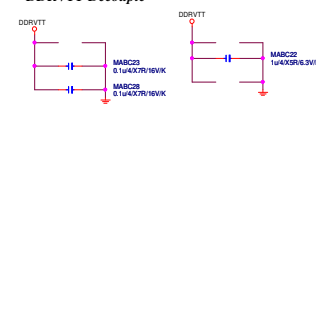 DDRVTT
MABC23
0.1u/4/X7R/16V/K
MABC28
0.1u/4/X7R/16V/K
DDRVTT
MABC22
1u/4/X5R/6.3V/